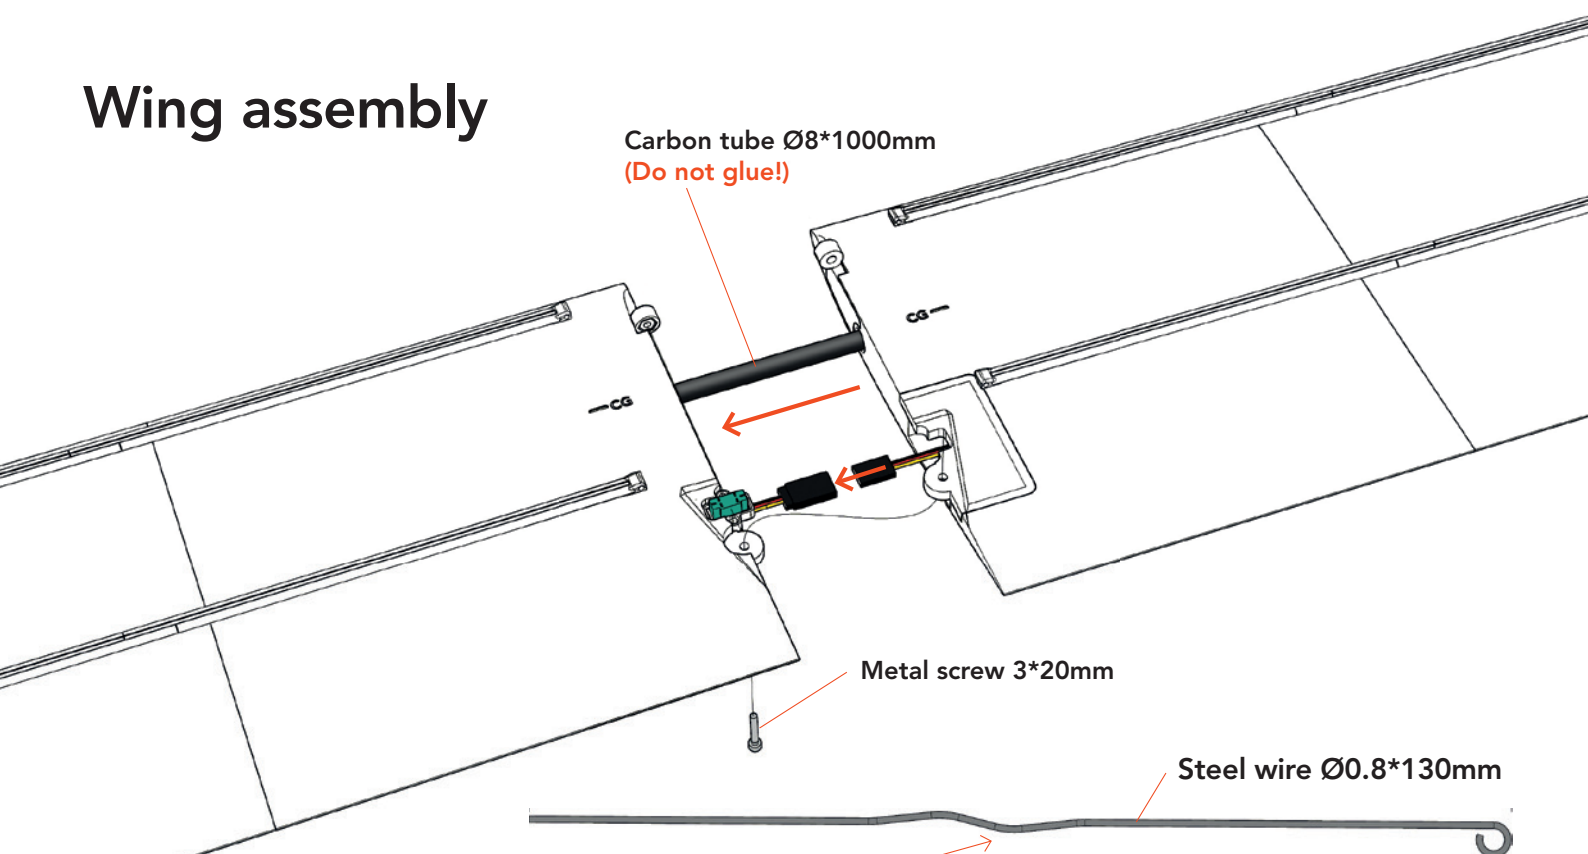 Wing assembly
Carbon tube Ø8*1000mm
(Do not glue!)
CG
CG
Metal screw 3*20mm
Steel wire Ø0.8*130mm